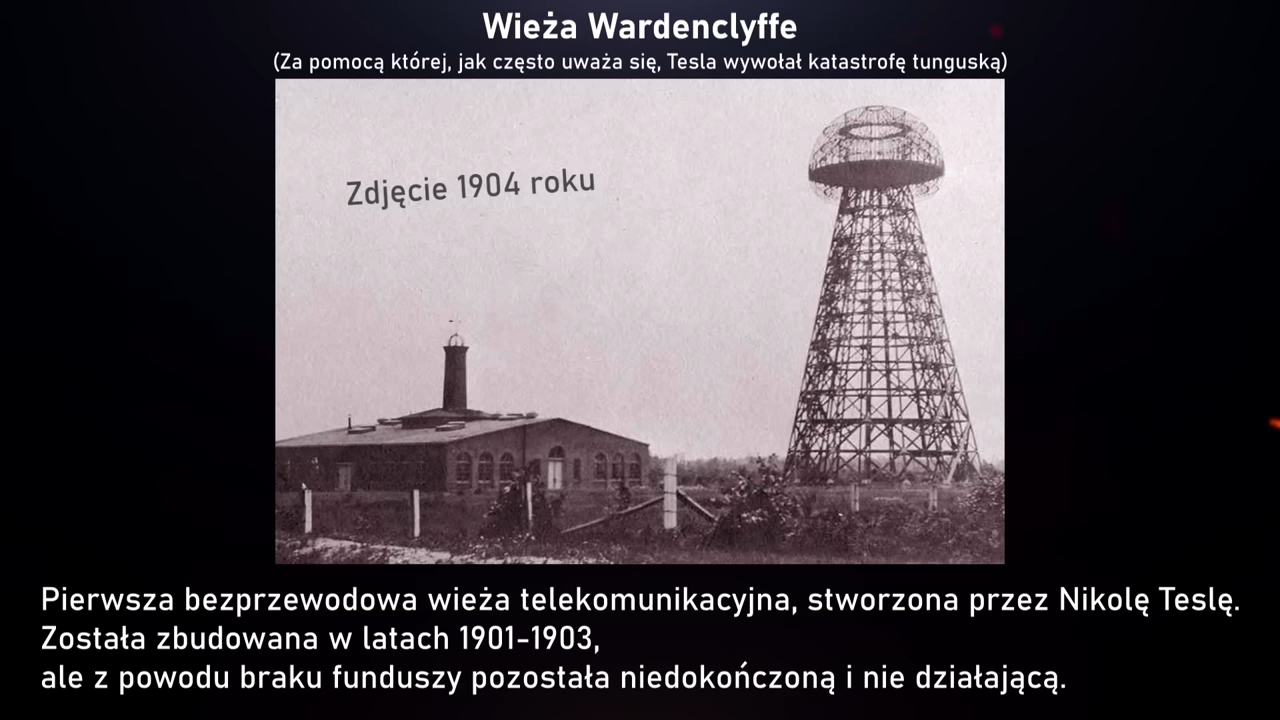 Wieża Wardenclyffe
(Za pomocą której, jak często uważa się, Tesla wywołał katastrofę tunguską)
Zdjęcie 1904 roku
Pierwsza bezprzewodowa wieża telekomunikacyjna, stworzona przez Nikolę Teslę.
Została zbudowana w latach 1901-1903,
ale z powodu braku funduszy pozostała niedokończoną i nie działającą.